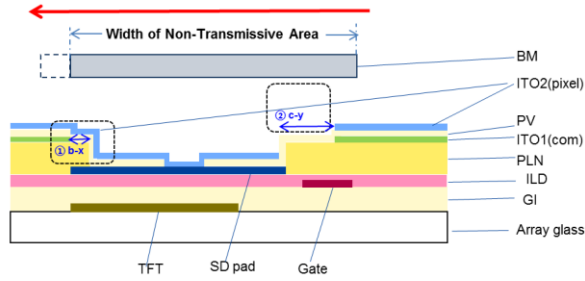 Width of Non-Transmissive Area
BM
ITO2(pixel)
② c-y
PV
① b-x
ITO1(com)
PLN
ILD
GI
Array glass
TFT
SD pad
Gate